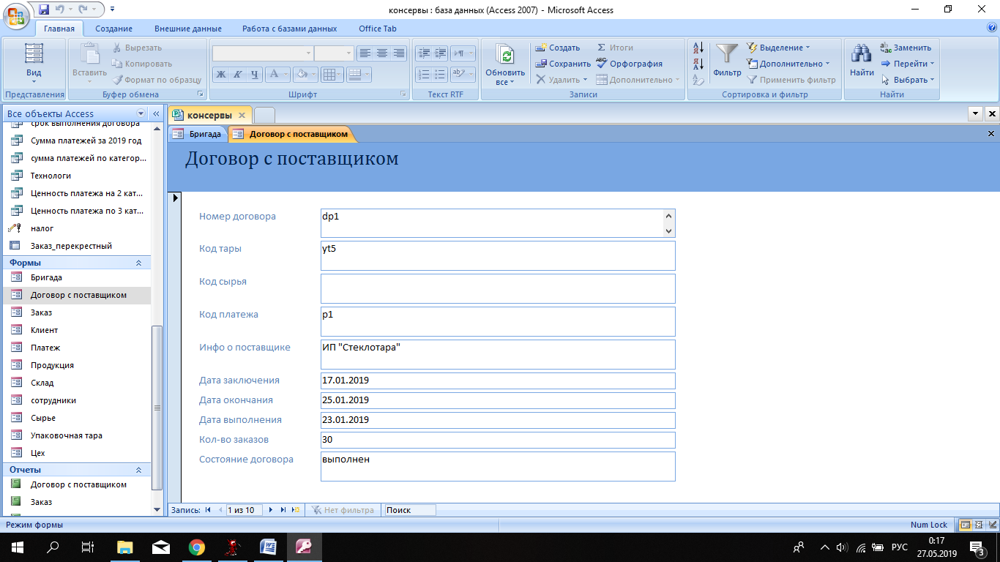 консервы : база данных (Access 2007) - Microsoft Access
Главная Создание Внешние данные Работа с базами данных Office Tab
Вид
Представления
Вставить
Вырезать
Копировать
Формат по образцу
Буфер обмена
Ж К Ч
Шрифт
Текст RTF
Обновить все
Создать
Сохранить
Удалить
Итоги
Орфография
Дополнительно
Записи
Фильтр
Выделение
Дополнительно
Применить фильтр
Сортировка и фильтр
Найти
Заменить
Перейти
Выбрать
Найти
Все объекты Access
срок выполнения договора
Сумма платежей за 2019 год
сумма платежей по категор...
Технологи
Ценность платежа на 2 кат...
Ценность платежа по 3 кат...
налог
Заказ_перекрестный
Формы
Бригада
Договор с поставщиком
Заказ
Клиент
Платеж
Продукция
Склад
сотрудники
Сырье
Упаковочная тара
Цех
Отчеты
Договор с поставщиком
Заказ
консервы
Бригада Договор с поставщиком
Договор с поставщиком
Номер договора dp1
Код тары yt5
Код сырья
Код платежа p1
Инфо о поставщике ИП "Стеклотара"
Дата заключения 17.01.2019
Дата окончания 25.01.2019
Дата выполнения 23.01.2019
Кол-во заказов 30
Состояние договора выполнен
Запись: 1 из 10 Нет фильтра Поиск
Режим формы Num Lock
РУС
0:17
27.05.2019
3